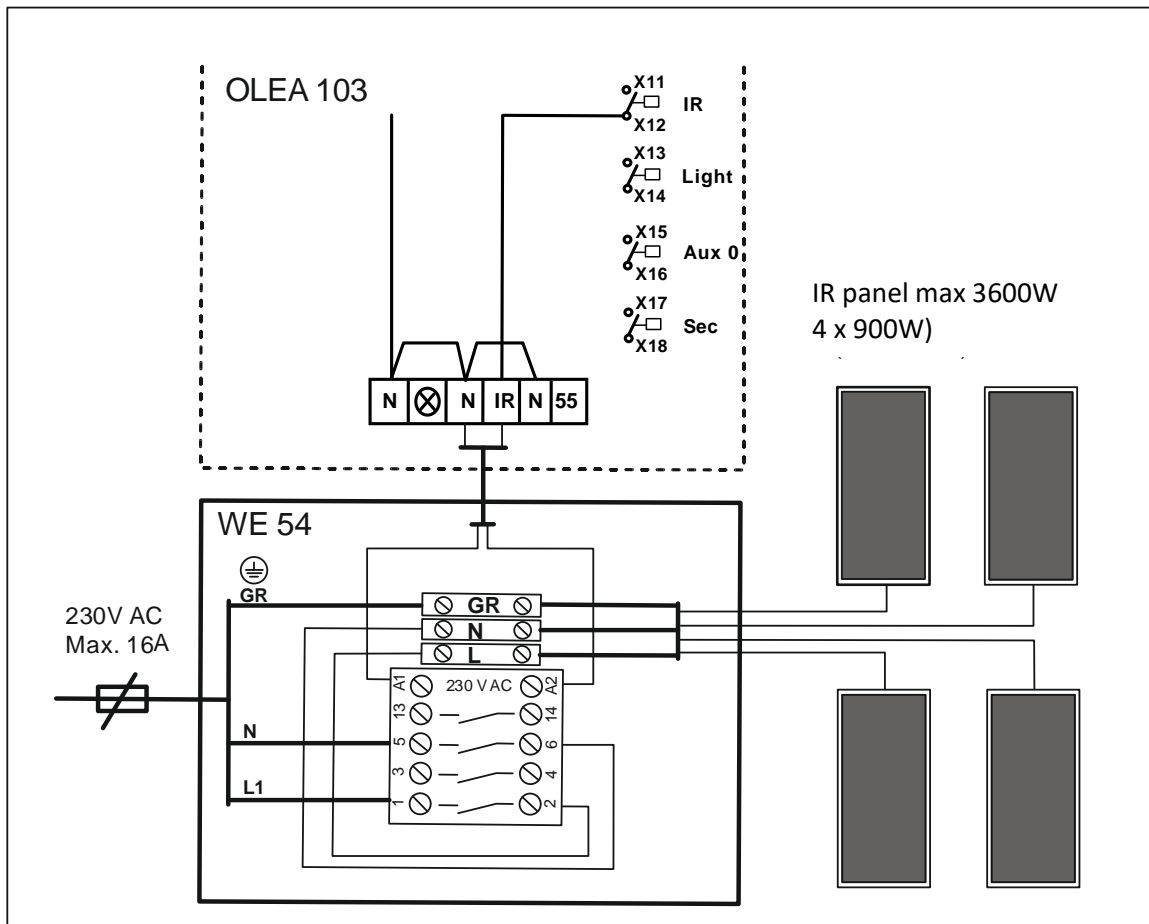 OLEA 103
X11
IR
X12
X13
Light
X14
X15
Aux 0
X16
X17
Sec
X18
IR panel max 3600W
4 x 900W)
N N IR N 55
WE 54
GR
230V AC
Max. 16A
GR
N
L
A1 230 V AC A2
13 14
N
5 6
3 4
L1
1 2